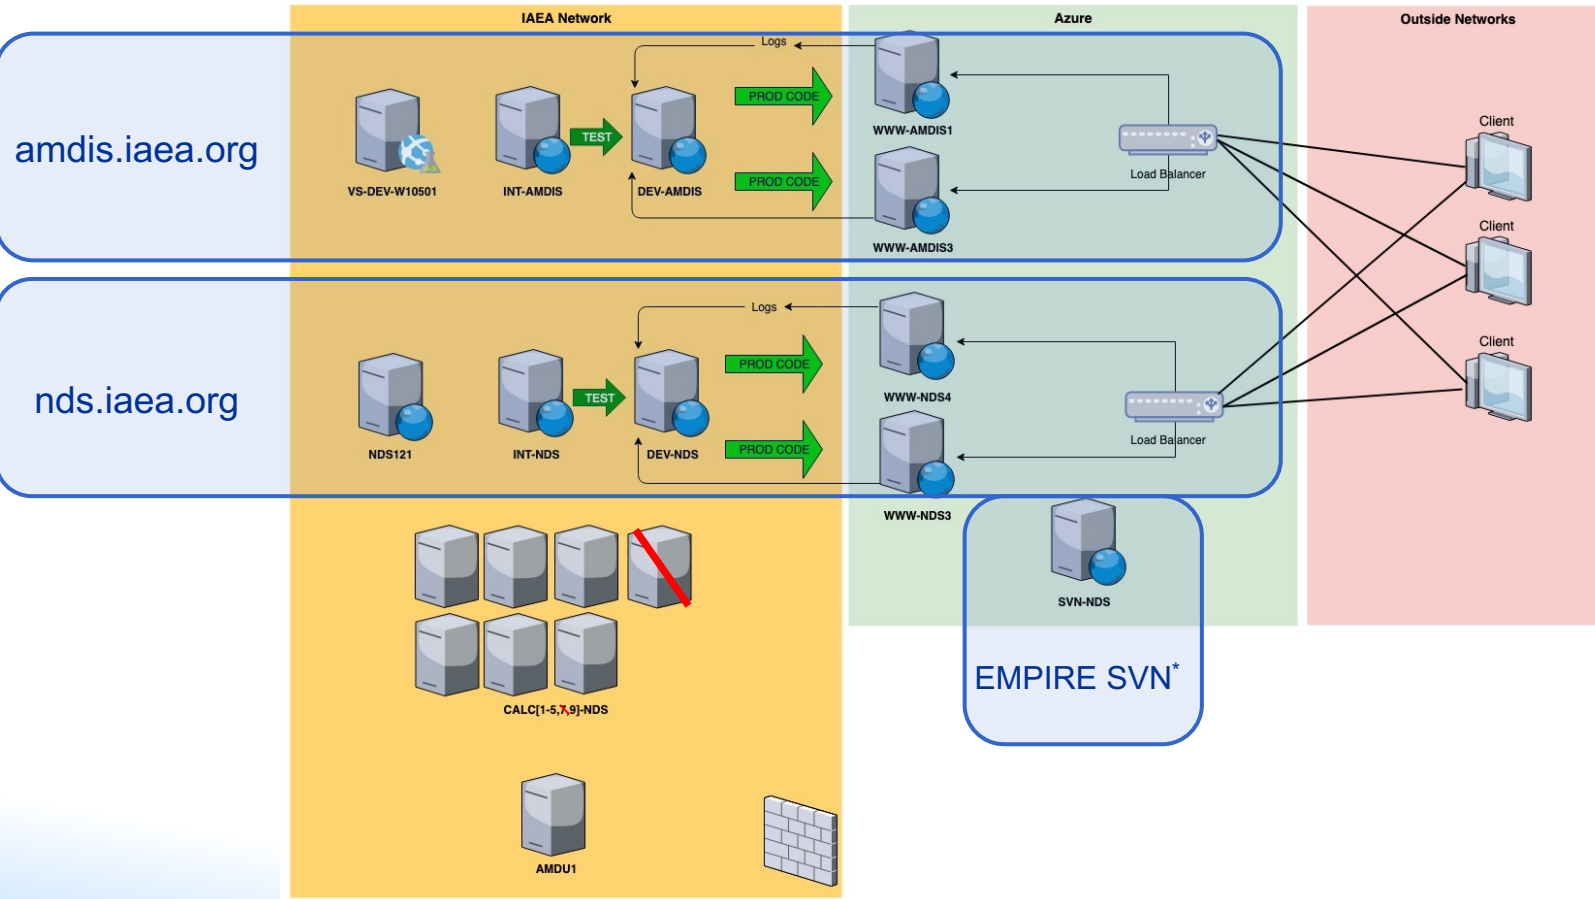 IAEA Network
Azure
Outside Networks
amdis.iaea.org
Logs
PROD CODE
TEST
PROD CODE
VS-DEV-W10501
INT-AMDIS
DEV-AMDIS
WWW-AMDIS1
WWW-AMDIS3
Load Balancer
Client
Client
Client
nds.iaea.org
Logs
PROD CODE
TEST
PROD CODE
NDS121
INT-NDS
DEV-NDS
WWW-NDS4
WWW-NDS3
Load Balancer
SVN-NDS
EMPIRE SVN*
CALC[1-5,7,9]-NDS
AMDU1